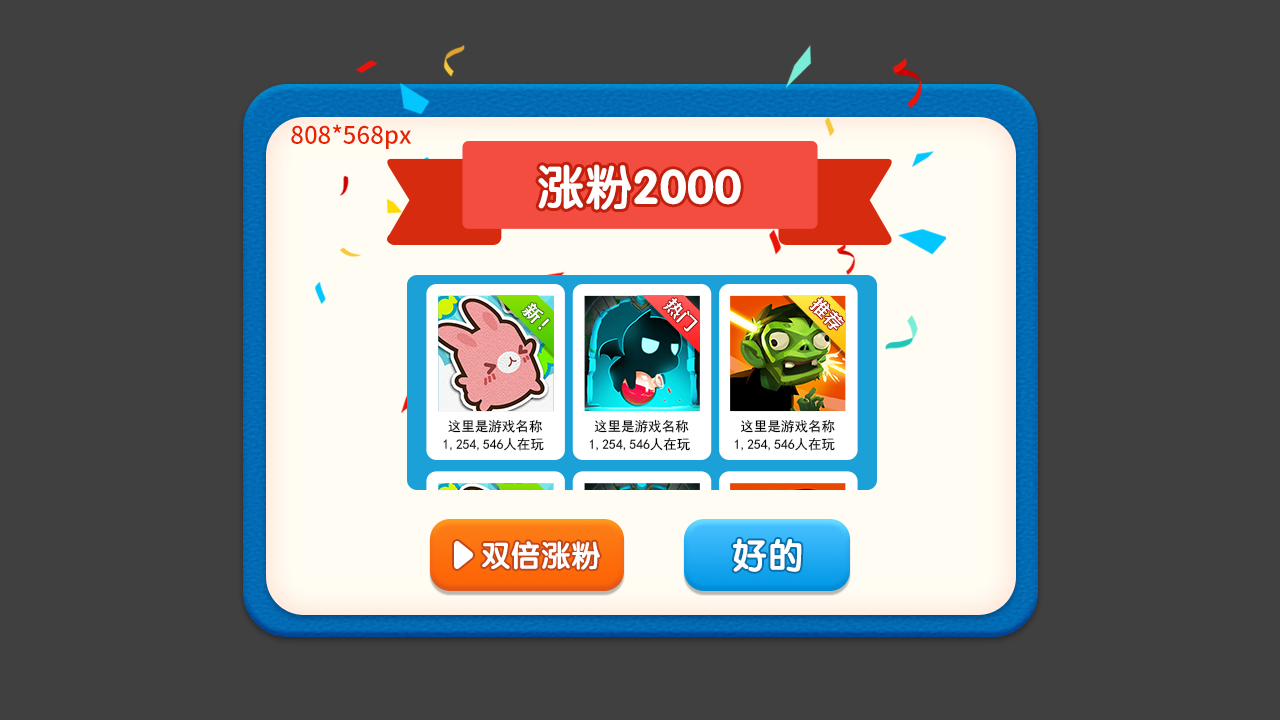 808*568px
涨粉2000
新!
热门
推荐
这里是游戏名称
1,254,546人在玩
这里是游戏名称
1,254,546人在玩
这里是游戏名称
1,254,546人在玩
双倍涨粉
好的